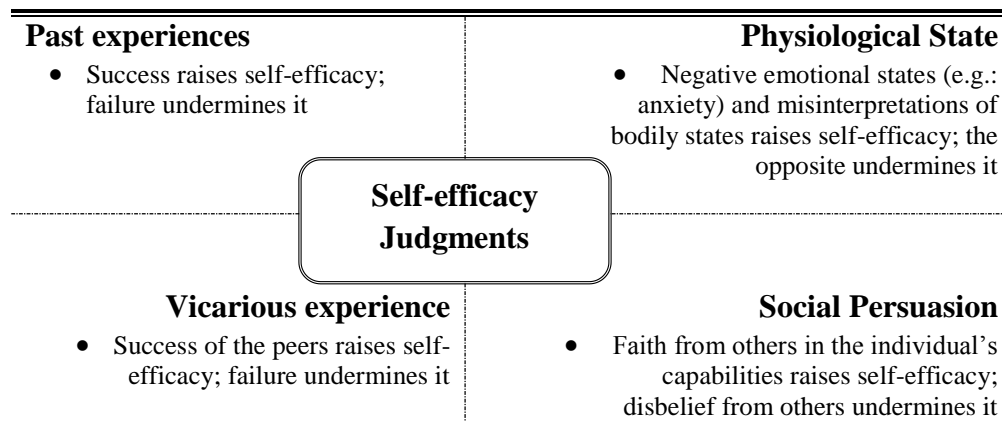 Past experiences
• Success raises self-efficacy;
failure undermines it
Physiological State
• Negative emotional states (e.g.:
anxiety) and misinterpretations of
bodily states raises self-efficacy; the
opposite undermines it
Self-efficacy
Judgments
Vicarious experience
• Success of the peers raises self-
efficacy; failure undermines it
Social Persuasion
• Faith from others in the individual’s
capabilities raises self-efficacy;
disbelief from others undermines it